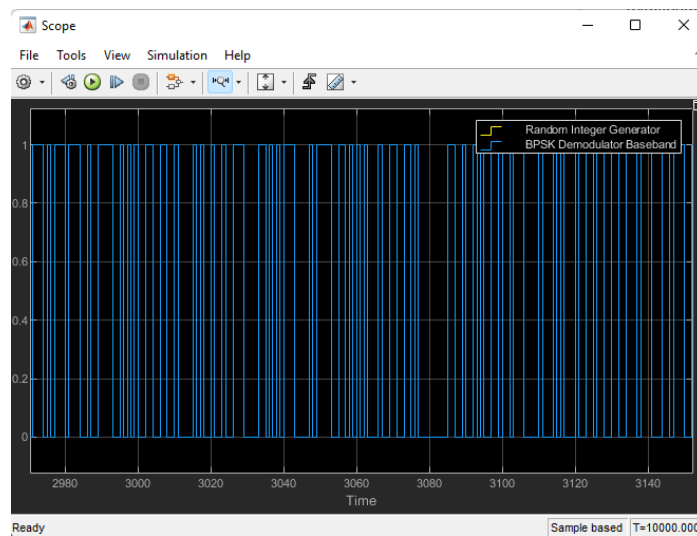 Scope
File Tools View Simulation Help
Random Integer Generator
BPSK Demodulator Baseband
1
0.8
0.6
0.4
0.2
0
2980 3000 3020 3040 3060 3080 3100 3120 3140
Time
Ready Sample based T=10000.000